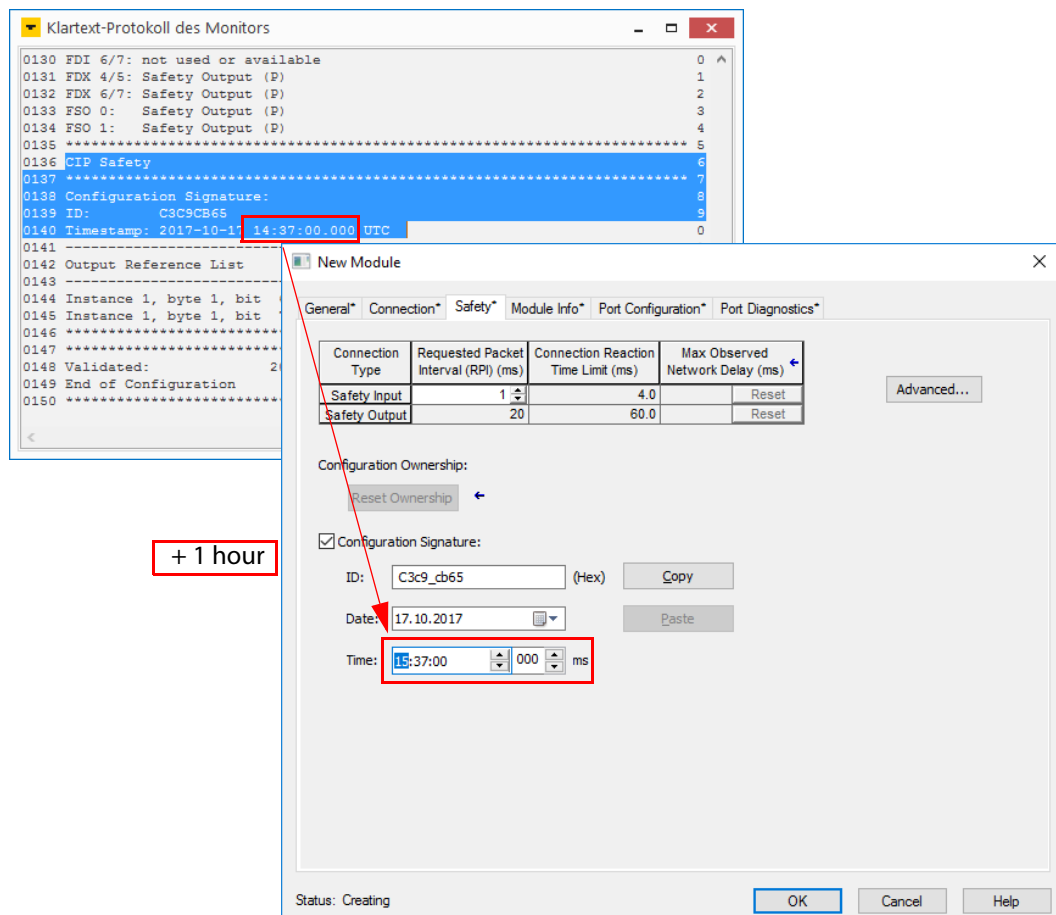 Klartext-Protokoll des Monitors
0130 FDI 6/7: not used or available 0
0131 FDX 4/5: Safety Output (P) 1
0132 FDX 6/7: Safety Output (P) 2
0133 FSO 0: Safety Output (P) 3
0134 FSO 1: Safety Output (P) 4
0135 ************************************************************************* 5
0136 CIP Safety 6
0137 ************************************************************************* 7
0138 Configuration Signature: 8
0139 ID: C3C9CB65 9
0140 Timestamp: 2017-10-17 14:37:00.000 UTC 0
0141 --------------------------
0142 Output Reference List
0143 --------------------------
0144 Instance 1, byte 1, bit
0145 Instance 1, byte 1, bit
0146 **************************
0147 **************************
0148 Validated:
0149 End of Configuration
0150 **************************
New Module
General* Connection* Safety* Module Info* Port Configuration* Port Diagnostics*
Connection Type Requested Packet Interval (RPI) (ms) Connection Reaction Time Limit (ms) Max Observed Network Delay (ms)
Safety Input 1 4.0 Reset
Safety Output 20 60.0 Reset
Advanced...
Configuration Ownership:
Reset Ownership
+ 1 hour
Configuration Signature:
ID: C3c9_cb65 (Hex) Copy
Date: 17.10.2017 Paste
Time: 15:37:00 000 ms
Status: Creating OK Cancel Help